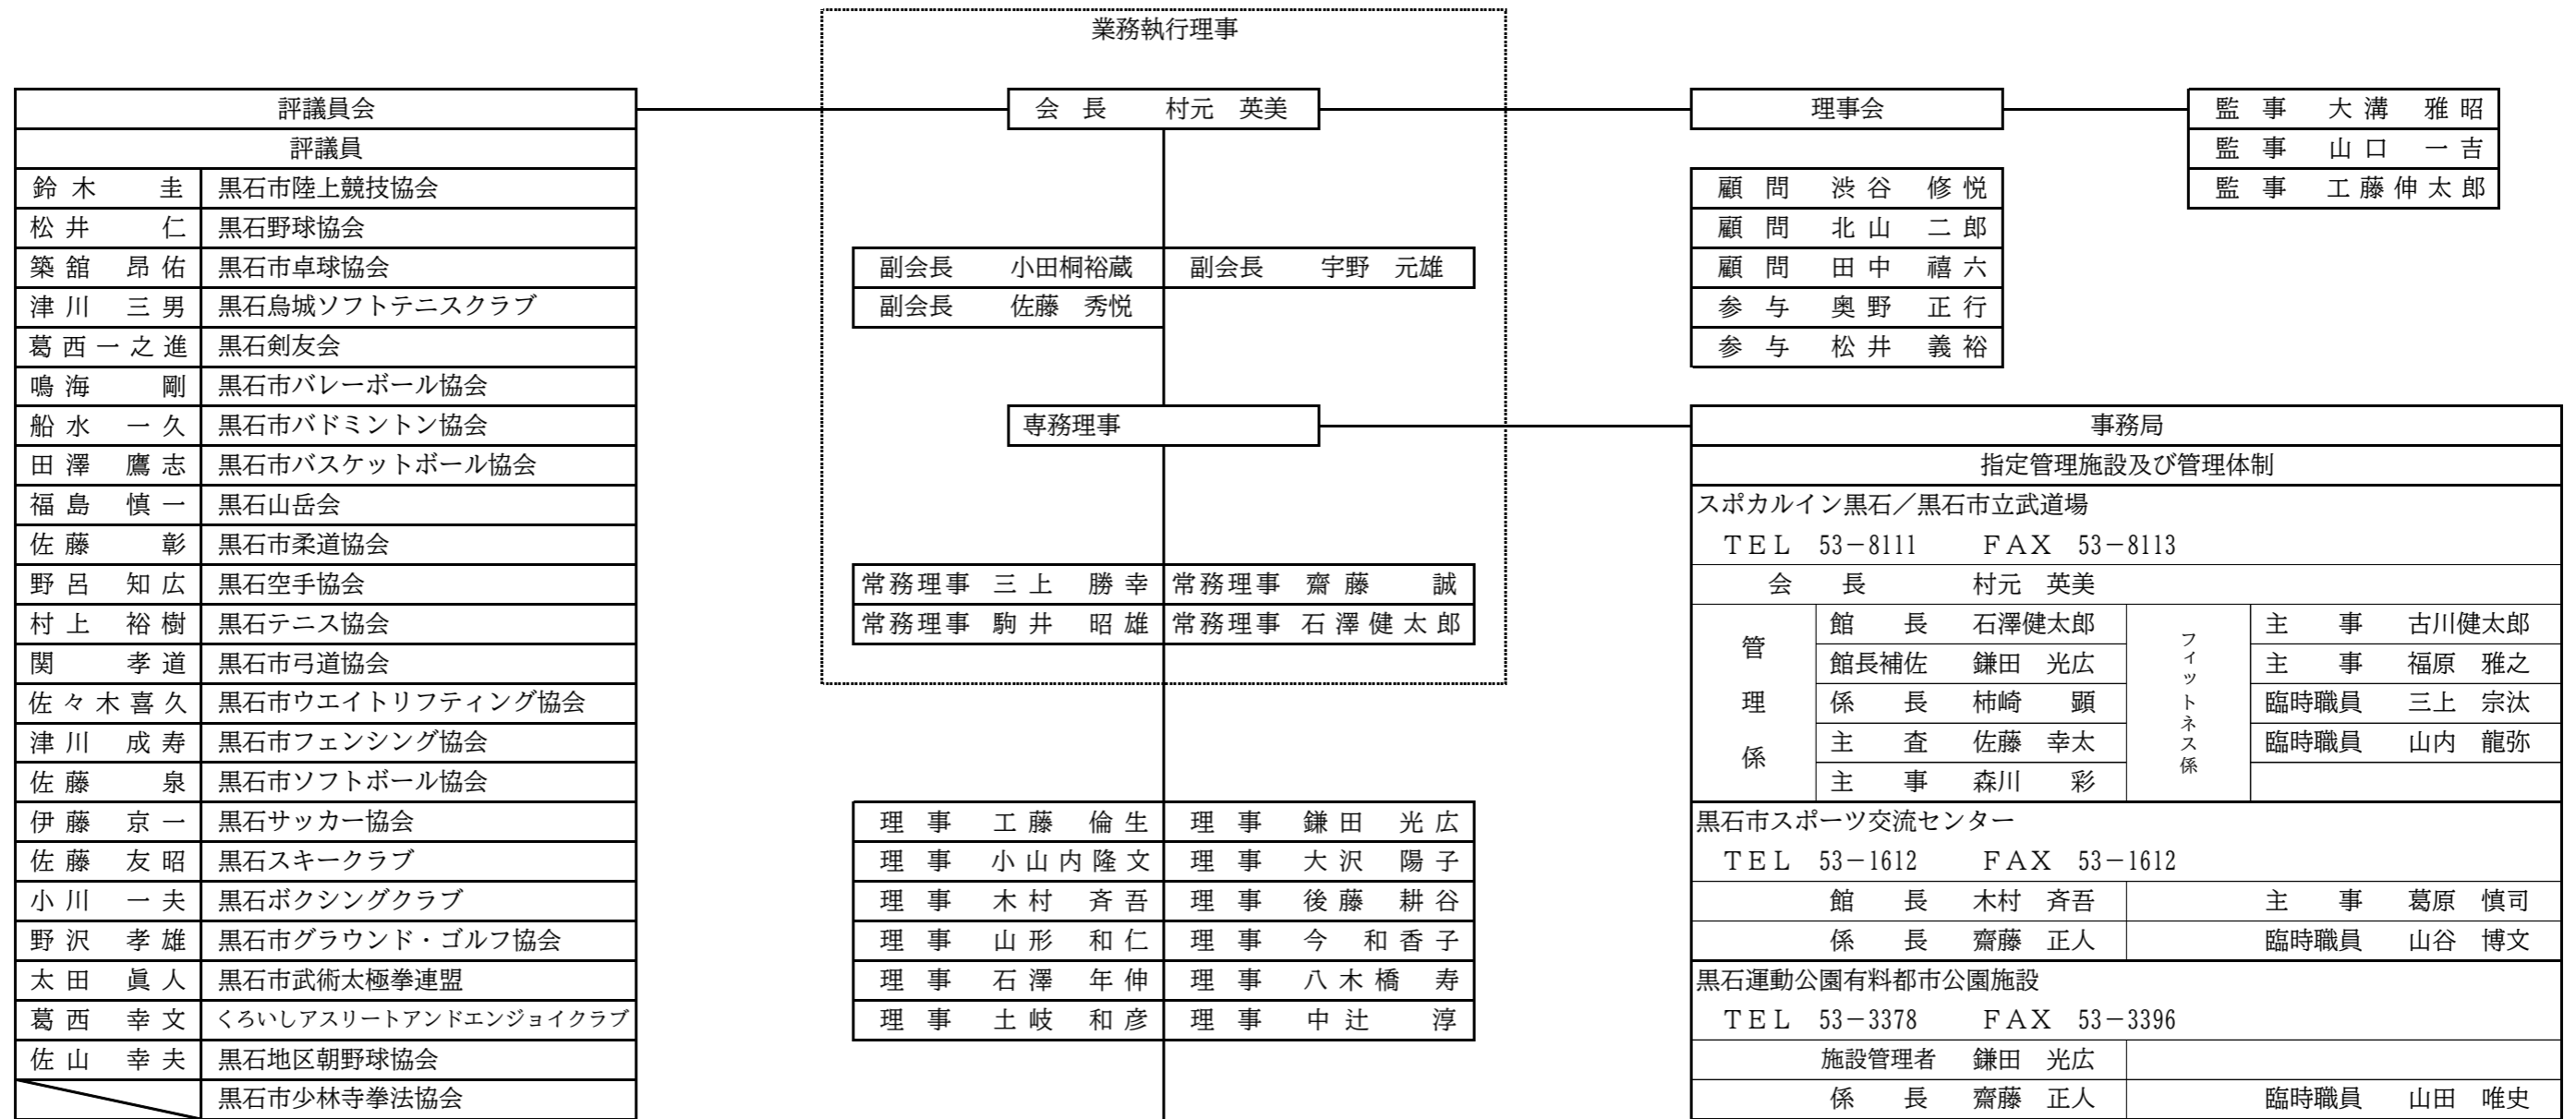 業務執行理事
評議員会
会 長 村元 英美
理事会
監 事 大 溝 雅 昭
監 事 山 口 一 吉
監 事 工 藤 伸 太 郎
評議員
鈴 木 圭 黒石市陸上競技協会
松 井 仁 黒石野球協会
築 舘 昂 佑 黒石市卓球協会
津 川 三 男 黒石烏城ソフトテニスクラブ
葛 西 一 之 進 黒石剣友会
鳴 海 剛 黒石市バレーボール協会
船 水 一 久 黒石市バドミントン協会
田 澤 鷹 志 黒石市バスケットボール協会
福 島 慎 一 黒石山岳会
佐 藤 彰 黒石市柔道協会
野 呂 知 広 黒石空手協会
村 上 裕 樹 黒石テニス協会
関 孝 道 黒石市弓道協会
佐 々 木 喜 久 黒石市ウエイトリフティング協会
津 川 成 寿 黒石市フェンシング協会
佐 藤 泉 黒石市ソフトボール協会
伊 藤 京 一 黒石サッカー協会
佐 藤 友 昭 黒石スキークラブ
小 川 一 夫 黒石ボクシングクラブ
野 沢 孝 雄 黒石市グラウンド・ゴルフ協会
太 田 眞 人 黒石市武術太極拳連盟
葛 西 幸 文 くろいしアスリートアンドエンジョイクラブ
佐 山 幸 夫 黒石地区朝野球協会
黒石市少林寺拳法協会
副会長 小田桐裕蔵 副会長 宇野 元雄
副会長 佐藤 秀悦
専務理事
常務理事 三 上 勝 幸 常務理事 齋 藤 誠
常務理事 駒 井 昭 雄 常務理事 石 澤 健 太 郎
理 事 工 藤 倫 生 理 事 鎌 田 光 広
理 事 小 山 内 隆 文 理 事 大 沢 陽 子
理 事 木 村 斉 吾 理 事 後 藤 耕 谷
理 事 山 形 和 仁 理 事 今 和 香 子
理 事 石 澤 年 伸 理 事 八 木 橋 寿
理 事 土 岐 和 彦 理 事 中 辻 淳
顧 問 渋 谷 修 悦
顧 問 北 山 二 郎
顧 問 田 中 禧 六
参 与 奥 野 正 行
参 与 松 井 義 裕
事務局
指定管理施設及び管理体制
スポカルイン黒石／黒石市立武道場
ＴＥＬ 53－8111 ＦＡＸ 53－8113
会 長 村元 英美
管理係
館 長 石澤健太郎
館長補佐 鎌田 光広
係 長 柿崎 顕
主 査 佐藤 幸太
主 事 森川 彩
フィットネス係
主 事 古川健太郎
主 事 福原 雅之
臨時職員 三上 宗汰
臨時職員 山内 龍弥
黒石市スポーツ交流センター
ＴＥＬ 53－1612 ＦＡＸ 53－1612
館 長 木村 斉吾 主 事 葛原 慎司
係 長 齋藤 正人 臨時職員 山谷 博文
黒石運動公園有料都市公園施設
ＴＥＬ 53－3378 ＦＡＸ 53－3396
施設管理者 鎌田 光広
係 長 齋藤 正人 臨時職員 山田 唯史